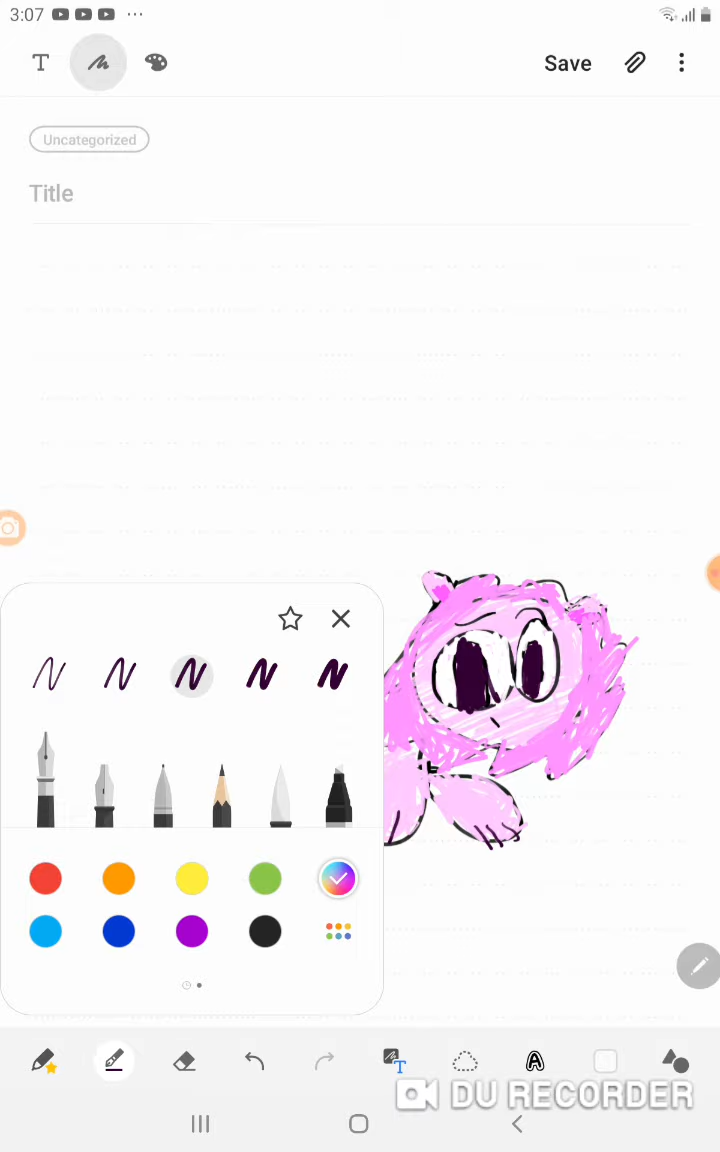 3:07
T
Save
Uncategorized
Title
T
A
DU RECORDER